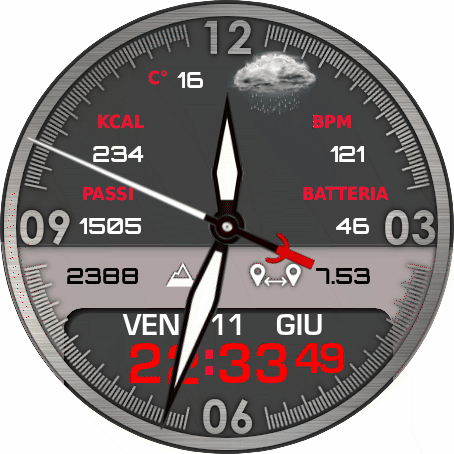 12
C° 16
KCAL BPM
234 121
PASSI BATTERIA
09 1505 46 03
2388 7.53
VEN 11 GIU
22:33 49
06